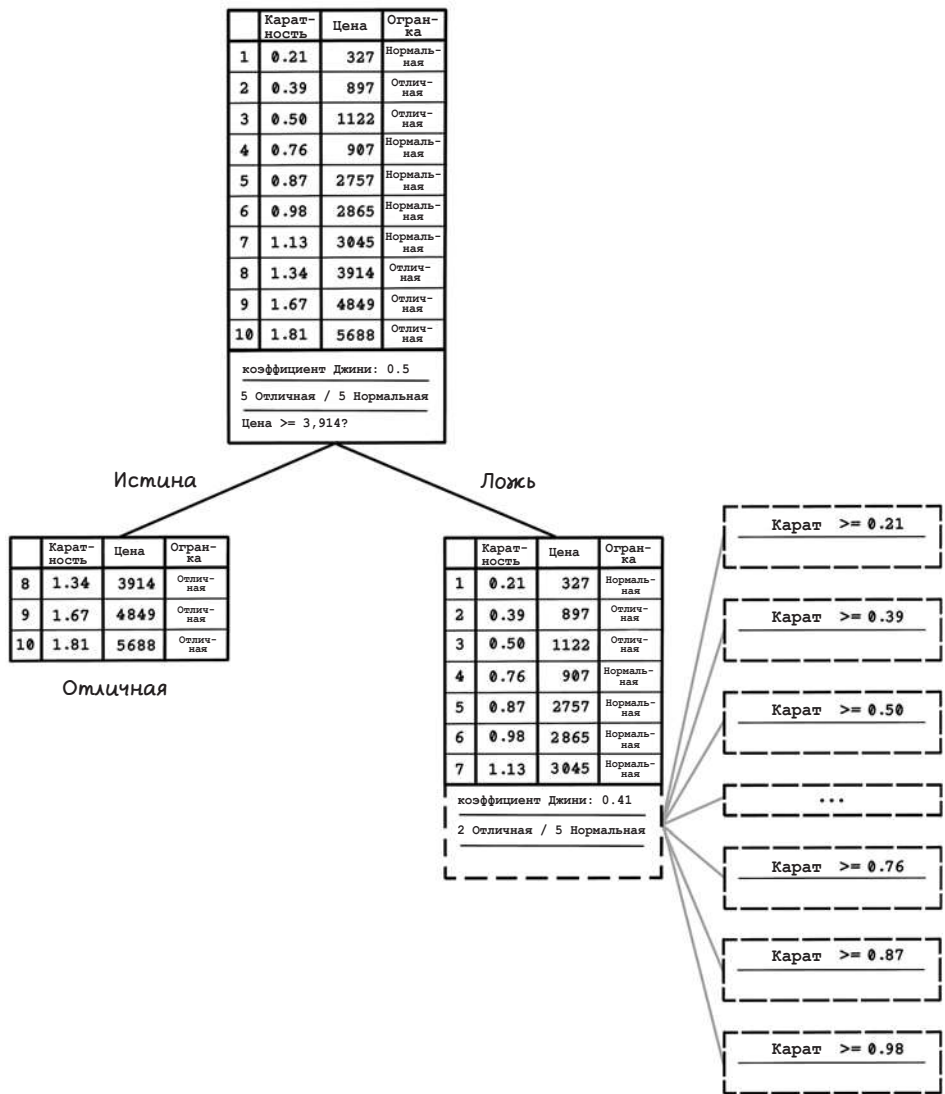 Карат-
ность Цена Огран-
ка
1 0.21 327 Нормаль-
ная
2 0.39 897 Отлич-
ная
3 0.50 1122 Отлич-
ная
4 0.76 907 Нормаль-
ная
5 0.87 2757 Нормаль-
ная
6 0.98 2865 Нормаль-
ная
7 1.13 3045 Нормаль-
ная
8 1.34 3914 Отлич-
ная
9 1.67 4849 Отлич-
ная
10 1.81 5688 Отлич-
ная
коэффициент Джини: 0.5
5 Отличная / 5 Нормальная
Цена >= 3,914?
Истина
Ложь
Карат-
ность Цена Огран-
ка
8 1.34 3914 Отлич-
ная
9 1.67 4849 Отлич-
ная
10 1.81 5688 Отлич-
ная
Отличная
Карат-
ность Цена Огран-
ка
1 0.21 327 Нормаль-
ная
2 0.39 897 Отлич-
ная
3 0.50 1122 Отлич-
ная
4 0.76 907 Нормаль-
ная
5 0.87 2757 Нормаль-
ная
6 0.98 2865 Нормаль-
ная
7 1.13 3045 Нормаль-
ная
коэффициент Джини: 0.41
2 Отличная / 5 Нормальная
Карат >= 0.21
Карат >= 0.39
Карат >= 0.50
...
Карат >= 0.76
Карат >= 0.87
Карат >= 0.98